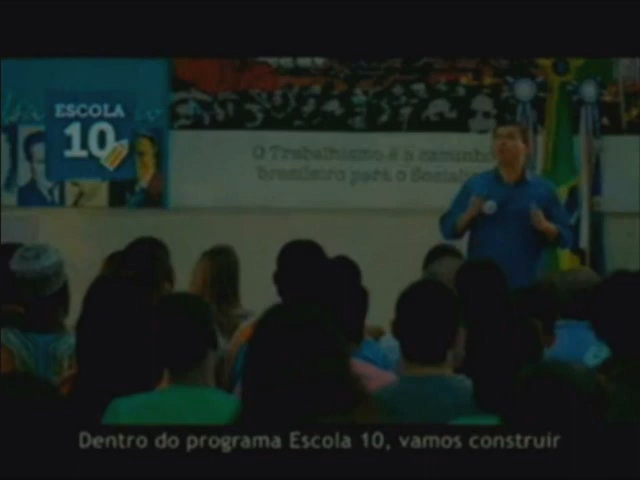 ESCOLA
10
O Trabalhismo é o caminho
brasileiro para o Socialismo
Dentro do programa Escola 10, vamos construir